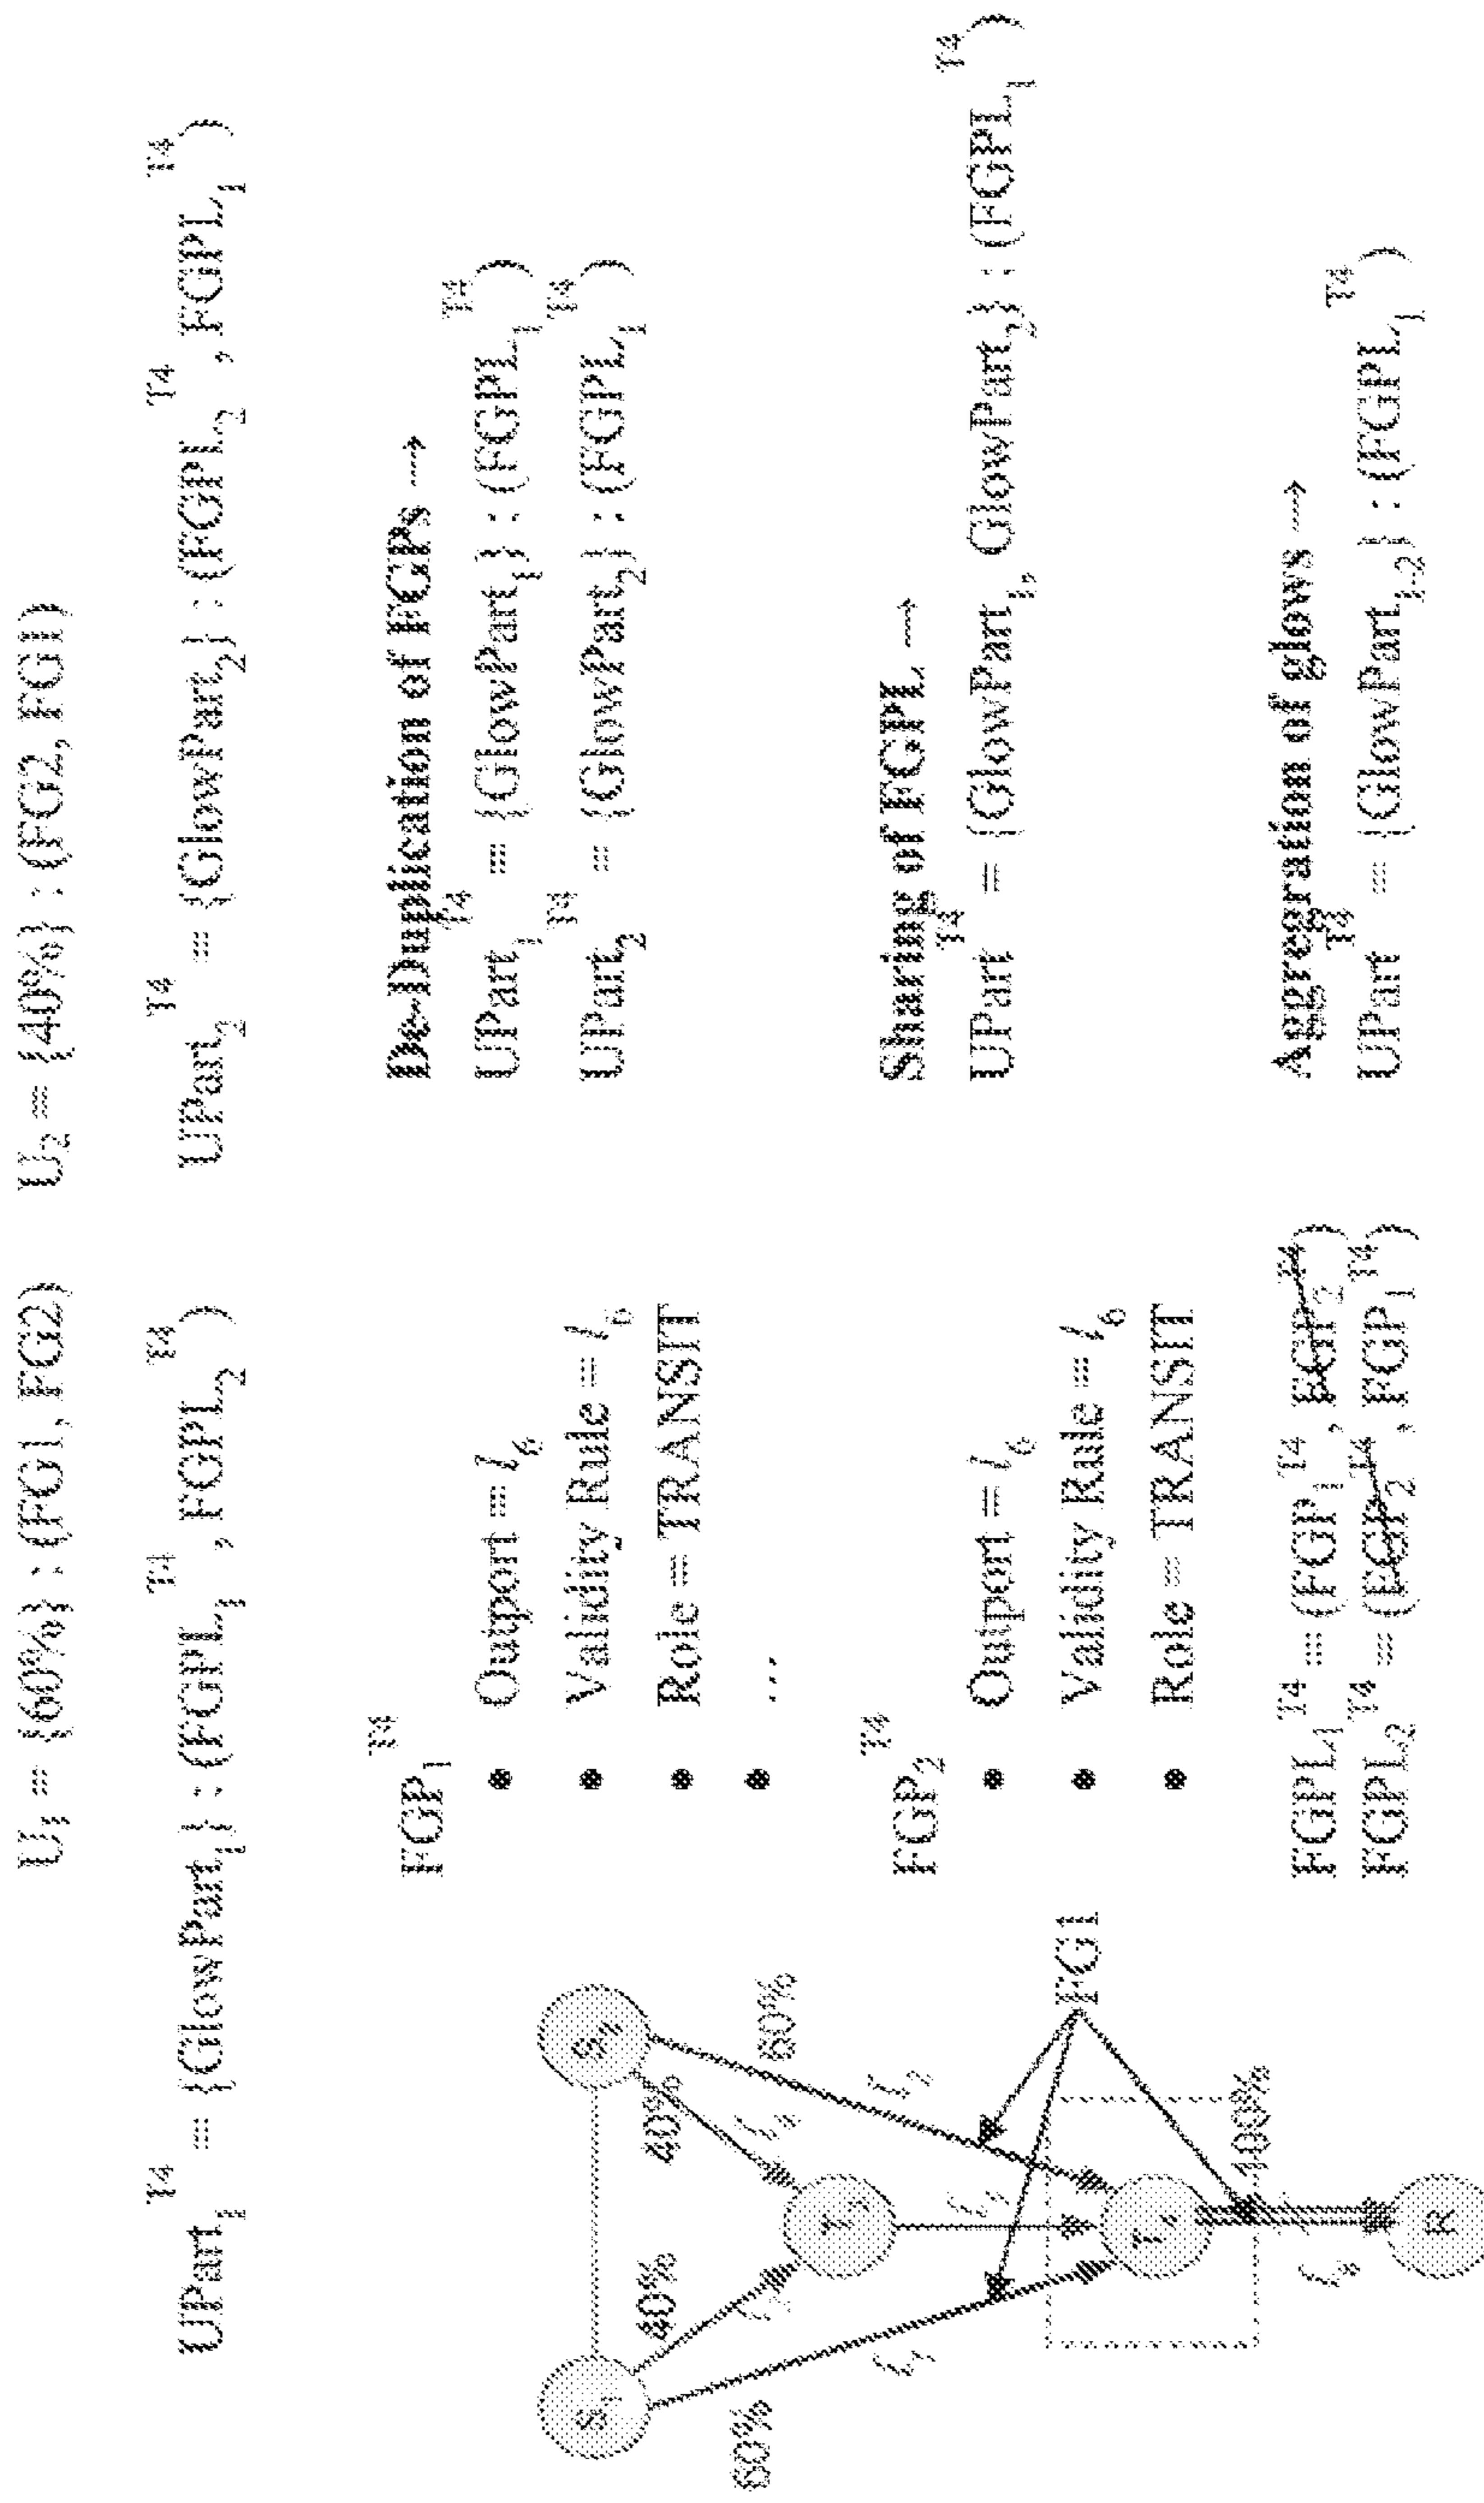 U₁ = {60%} : (FG1, FG2)    U₂ = {40%} : (FG2, FG1)
UPart₁ᵀ⁴ = {GlowPart₁} : (FGPL₁ᵀ⁴, FGPL₂ᵀ⁴)    UPart₂ᵀ⁴ = {GlowPart₂} : (FGPL₂ᵀ⁴, FGPL₁ᵀ⁴)
FGP₁ᵀ⁴
• Outport = l₆
• Validity Rule = l₆
• Role = TRANSIT
• ...
FGP₂ᵀ⁴
• Outport = l₆
• Validity Rule = l₆
• Role = TRANSIT
FGPL₁ᵀ⁴ = (FGP₁ᵀ⁴, FGP₂ᵀ⁴)
FGPL₂ᵀ⁴ = (FGP₂ᵀ⁴, FGP₁ᵀ⁴)
De-Duplication of FGPs →
UPart₁ᵀ⁴ = {GlowPart₁} : (FGPL₁ᵀ⁴)
UPart₂ᵀ⁴ = {GlowPart₂} : (FGPL₁ᵀ⁴)
Sharing of FGPL →
UPartᵀ⁴ = {GlowPart₁, GlowPart₂} : (FGPL₁ᵀ⁴)
Aggregration of glows →
UPartᵀ⁴ = {GlowPart₁₋₂} : (FGPL₁ᵀ⁴)
S₁
40%
40%
60%
60%
T₄
FG1
100%
R